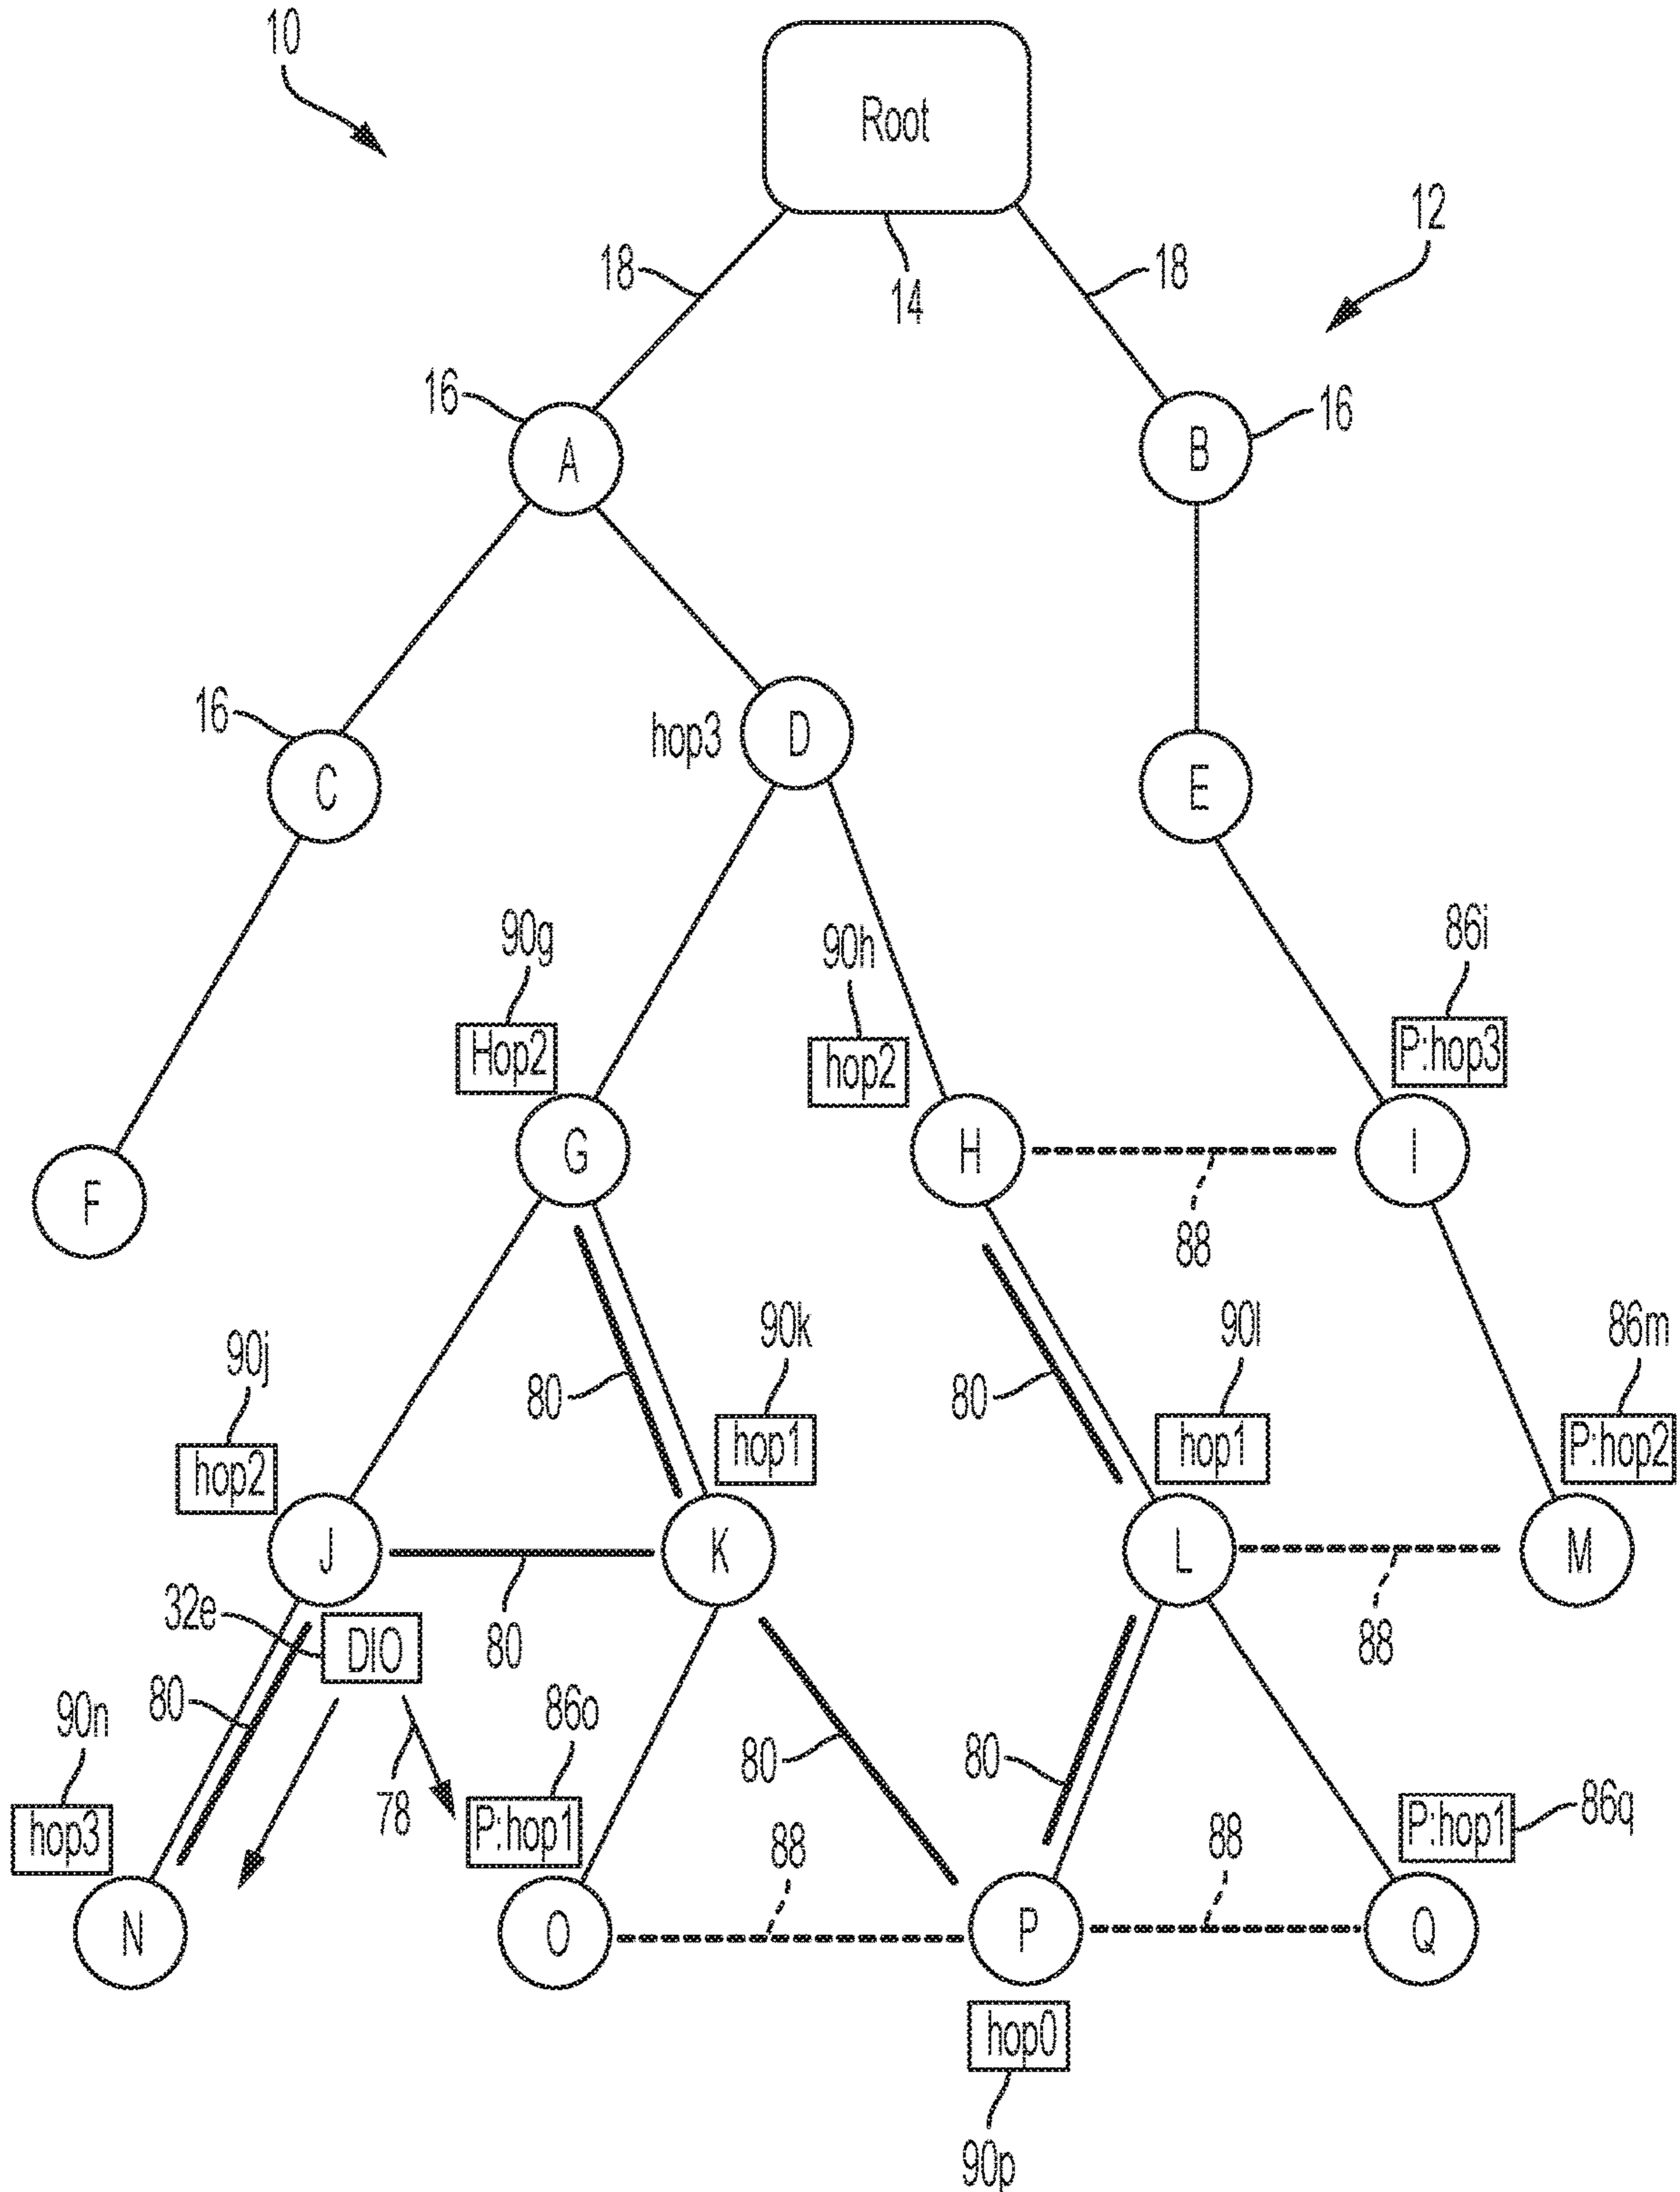 10
Root
12
18
18
14
16
A
B
16
16
C
hop3
D
E
90g
90h
86i
Hop2
hop2
P:hop3
F
G
H
I
88
90j
90k
90l
86m
80
80
hop2
hop1
hop1
P:hop2
J
K
L
M
32e
DIO
80
88
90n
80
86o
80
80
78
hop3
P:hop1
88
88
P:hop1
86q
N
O
P
Q
hop0
90p